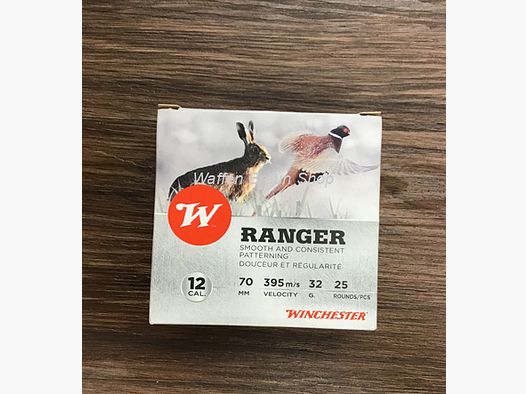 Waffen Shop
W
RANGER
SMOOTH AND CONSISTENT
PATTERNING
DOUCEUR ET RÉGULARITÉ
12
CAL.
70 395 m/s 32 25
MM VELOCITY G. ROUNDS/PCS
WINCHESTER